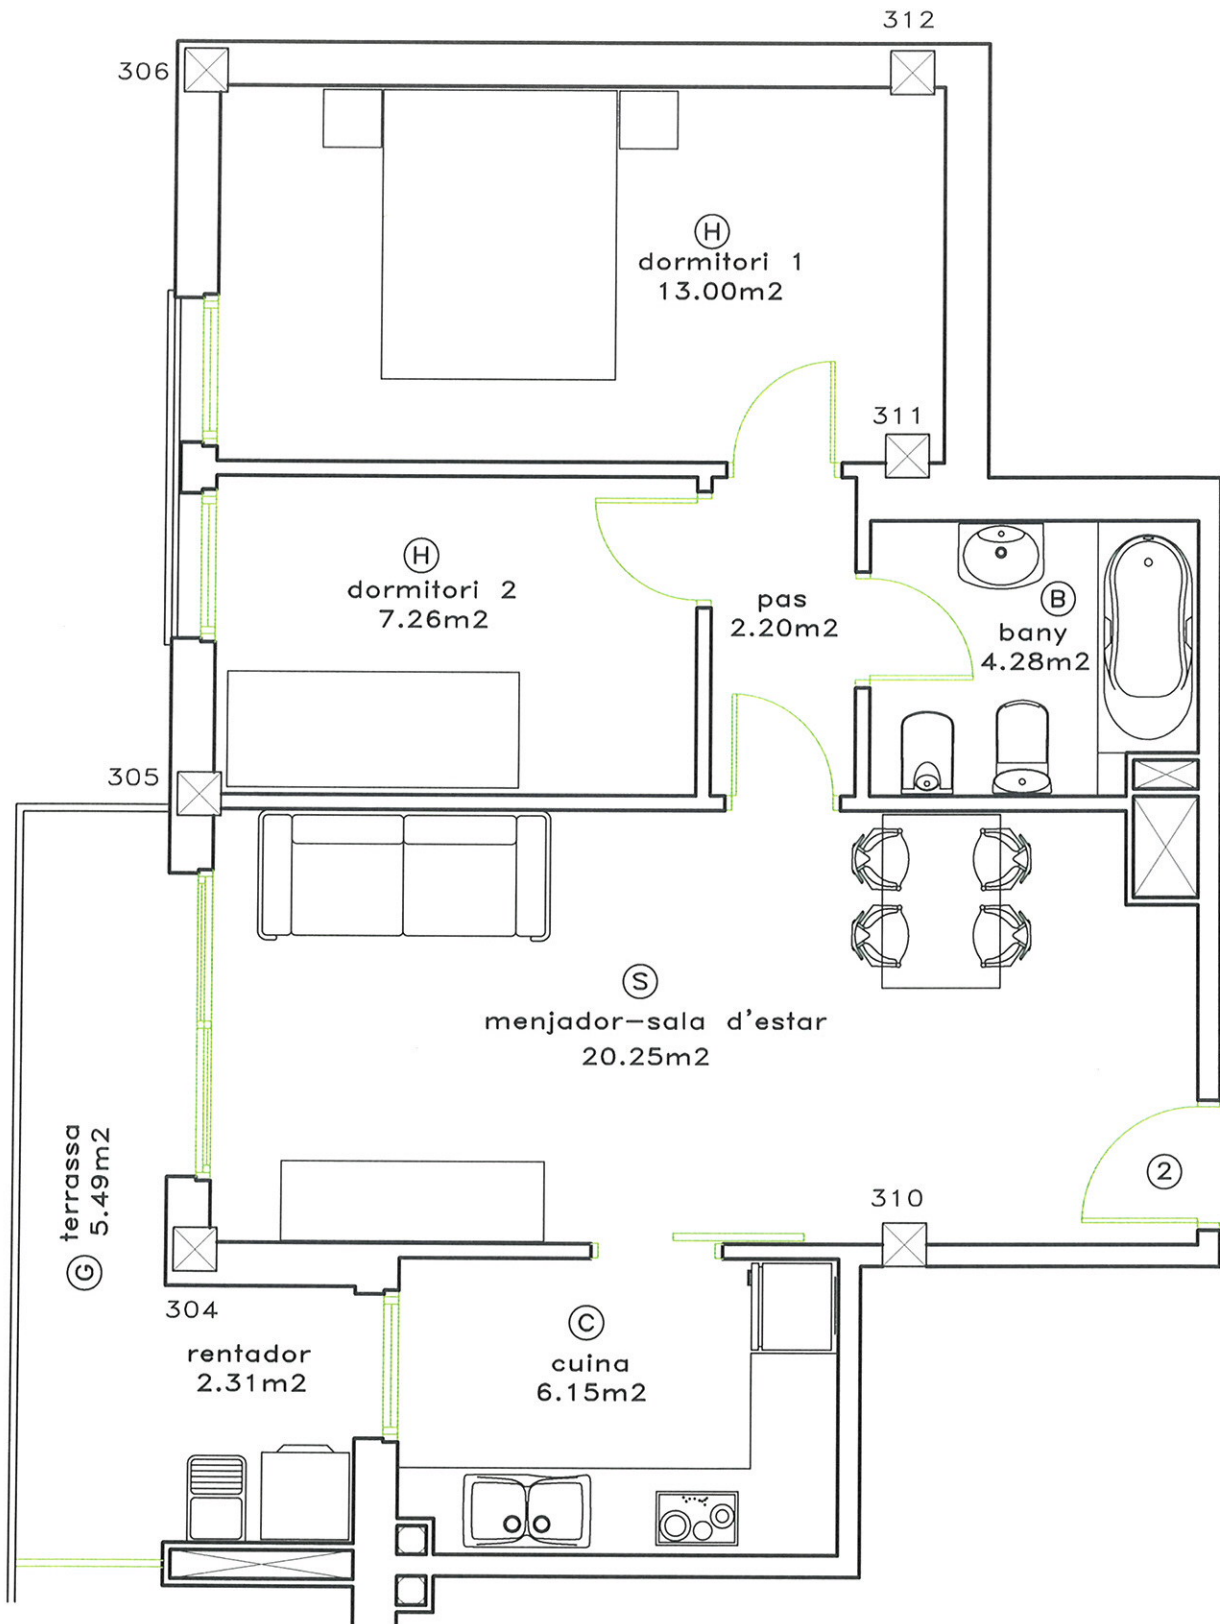 312
306
H
dormitori 1
13.00m2
311
H
dormitori 2
7.26m2
pas
2.20m2
B
bany
4.28m2
305
S
menjador-sala d'estar
20.25m2
G terrassa
5.49m2
2
310
304
rentador
2.31m2
C
cuina
6.15m2